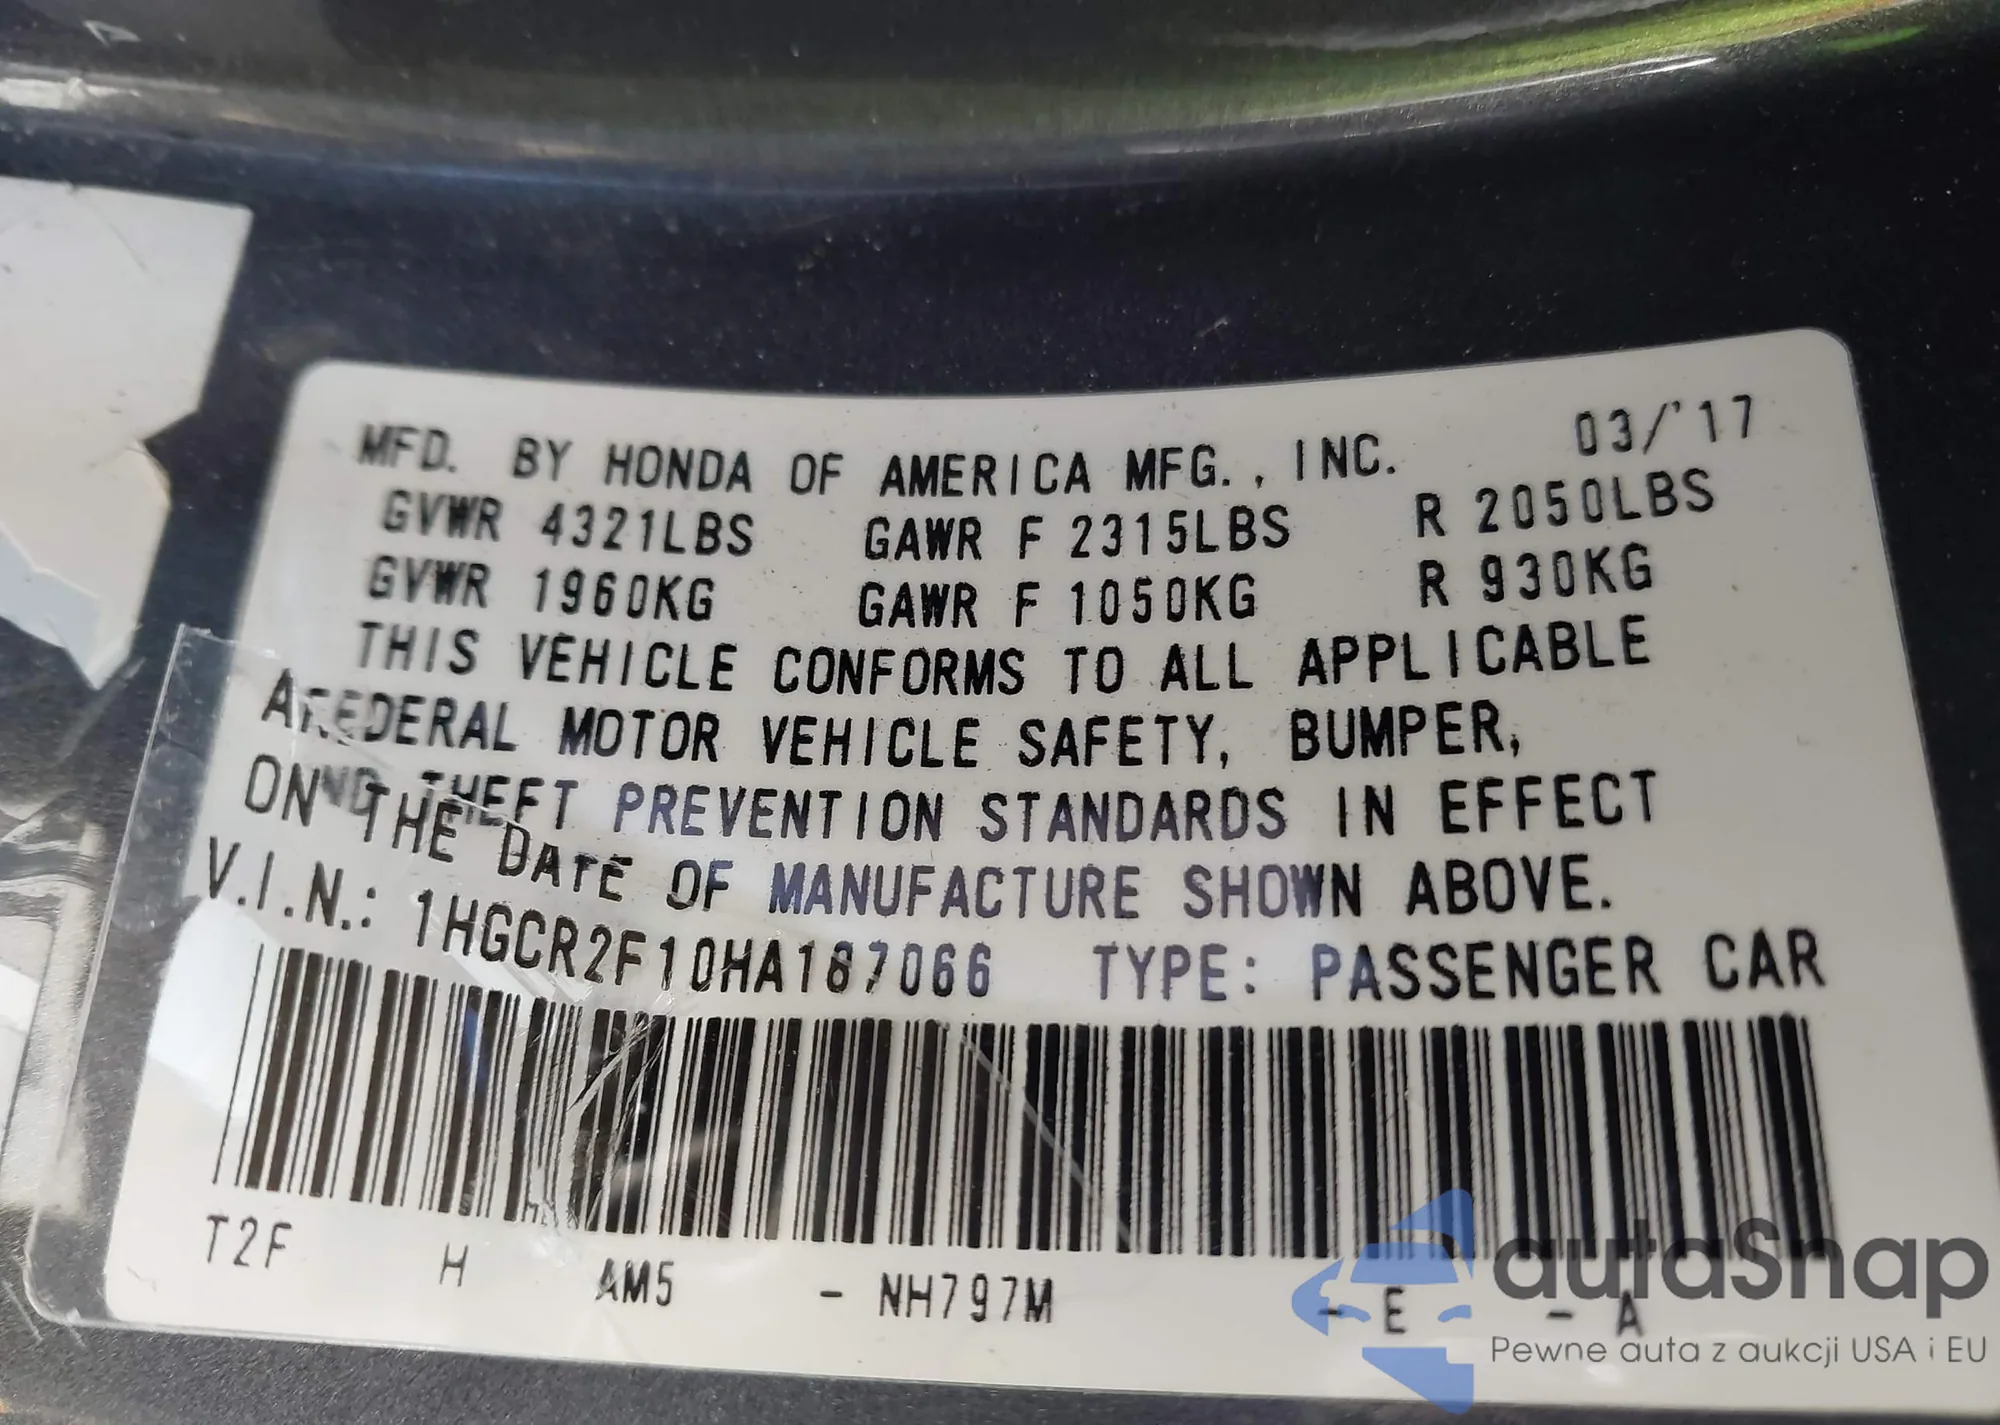 MFD. BY HONDA OF AMERICA MFG., INC. 03/'17
GVWR 4321LBS GAWR F 2315LBS R 2050LBS
GVWR 1960KG GAWR F 1050KG R 930KG
THIS VEHICLE CONFORMS TO ALL APPLICABLE
FEDERAL MOTOR VEHICLE SAFETY, BUMPER,
AND THEFT PREVENTION STANDARDS IN EFFECT
ON THE DATE OF MANUFACTURE SHOWN ABOVE.
V.I.N.: 1HGCR2F10HA187066 TYPE: PASSENGER CAR
T2F H AM5 - NH797M - E - A
autaSnap
Pewne auta z aukcji USA i EU